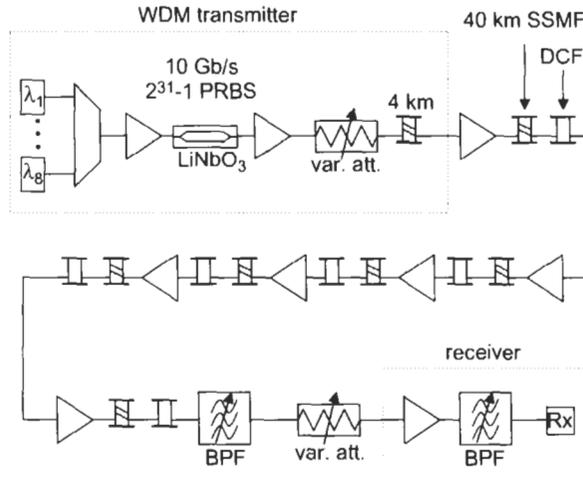 WDM transmitter
40 km SSMF
DCF
10 Gb/s
2³¹-1 PRBS
4 km
λ₁
λ₈
LiNbO₃
var. att.
receiver
Rx
BPF
var. att.
BPF